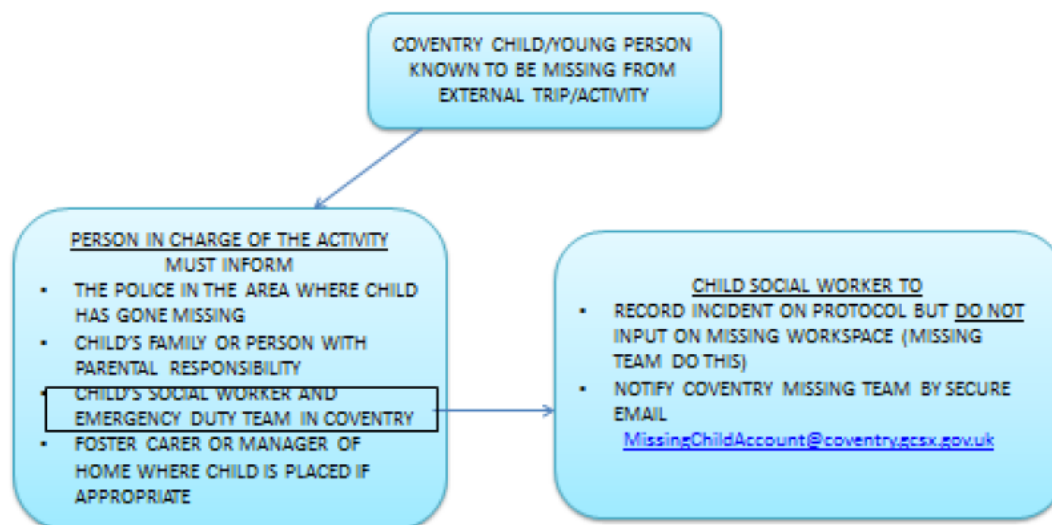 COVENTRY CHILD/YOUNG PERSON
KNOWN TO BE MISSING FROM
EXTERNAL TRIP/ACTIVITY
PERSON IN CHARGE OF THE ACTIVITY
MUST INFORM
• THE POLICE IN THE AREA WHERE CHILD
HAS GONE MISSING
• CHILD'S FAMILY OR PERSON WITH
PARENTAL RESPONSIBILITY
• CHILD'S SOCIAL WORKER AND
EMERGENCY DUTY TEAM IN COVENTRY
• FOSTER CARER OR MANAGER OF
HOME WHERE CHILD IS PLACED IF
APPROPRIATE
CHILD SOCIAL WORKER TO
• RECORD INCIDENT ON PROTOCOL BUT DO NOT
INPUT ON MISSING WORKSPACE (MISSING
TEAM DO THIS)
• NOTIFY COVENTRY MISSING TEAM BY SECURE
EMAIL
MissingChildAccount@coventry.gcsx.gov.uk